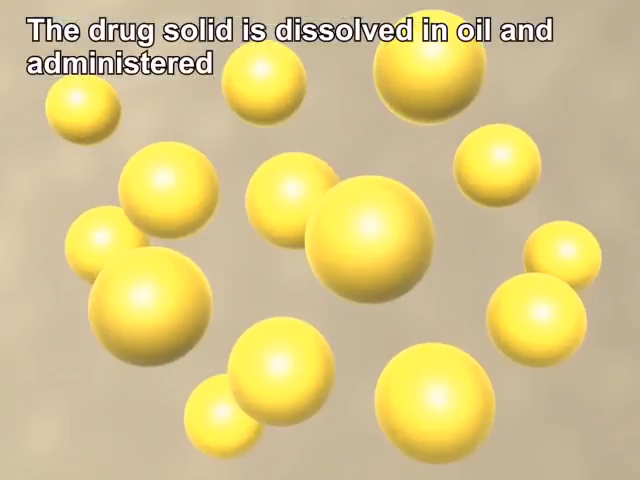 The drug solid is dissolved in oil and
administered